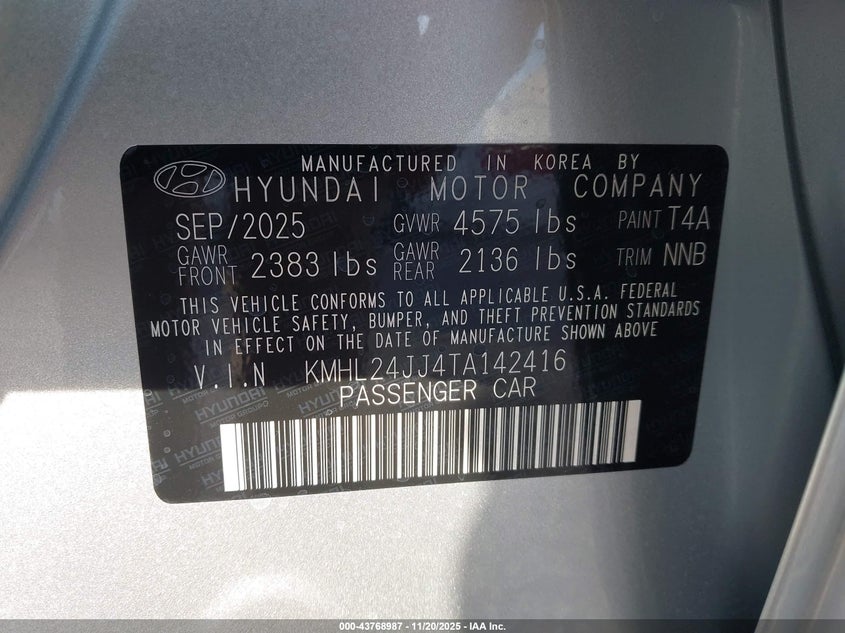 MANUFACTURED IN KOREA BY
HYUNDAI MOTOR COMPANY
SEP/2025 GVWR 4575 lbs PAINT T4A
GAWR FRONT 2383 lbs GAWR REAR 2136 lbs TRIM NNB
THIS VEHICLE CONFORMS TO ALL APPLICABLE U.S.A. FEDERAL
MOTOR VEHICLE SAFETY, BUMPER, AND THEFT PREVENTION STANDARDS
IN EFFECT ON THE DATE OF MANUFACTURE SHOWN ABOVE
V.I.N KMHL24JJ4TA142416
PASSENGER CAR
000-43768987 - 11/20/2025 - IAA Inc.